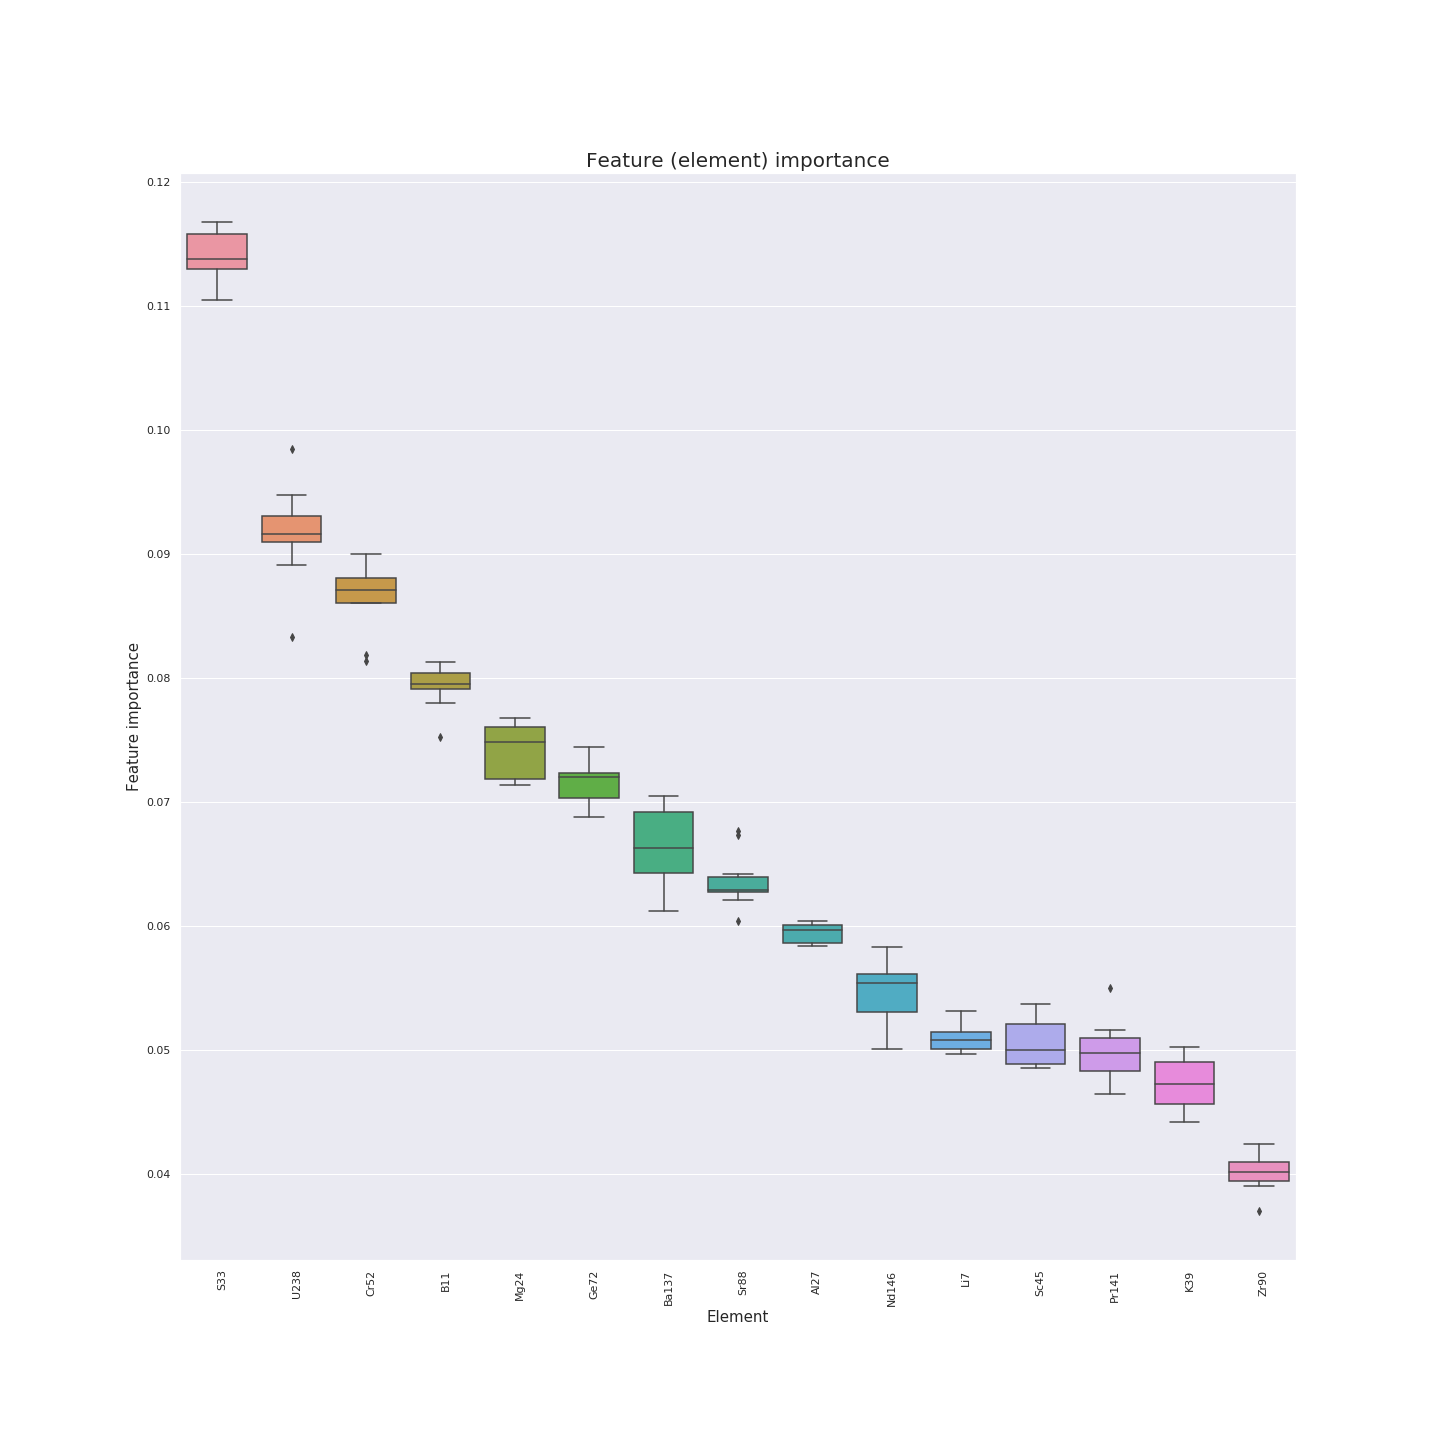 Feature (element) importance
0.12
0.11
0.10
0.09
0.08
0.07
0.06
0.05
0.04
Feature importance
S33
U238
Cr52
B11
Mg24
Ge72
Ba137
Sr88
Al27
Nd146
Li7
Sc45
Pr141
K39
Zr90
Element